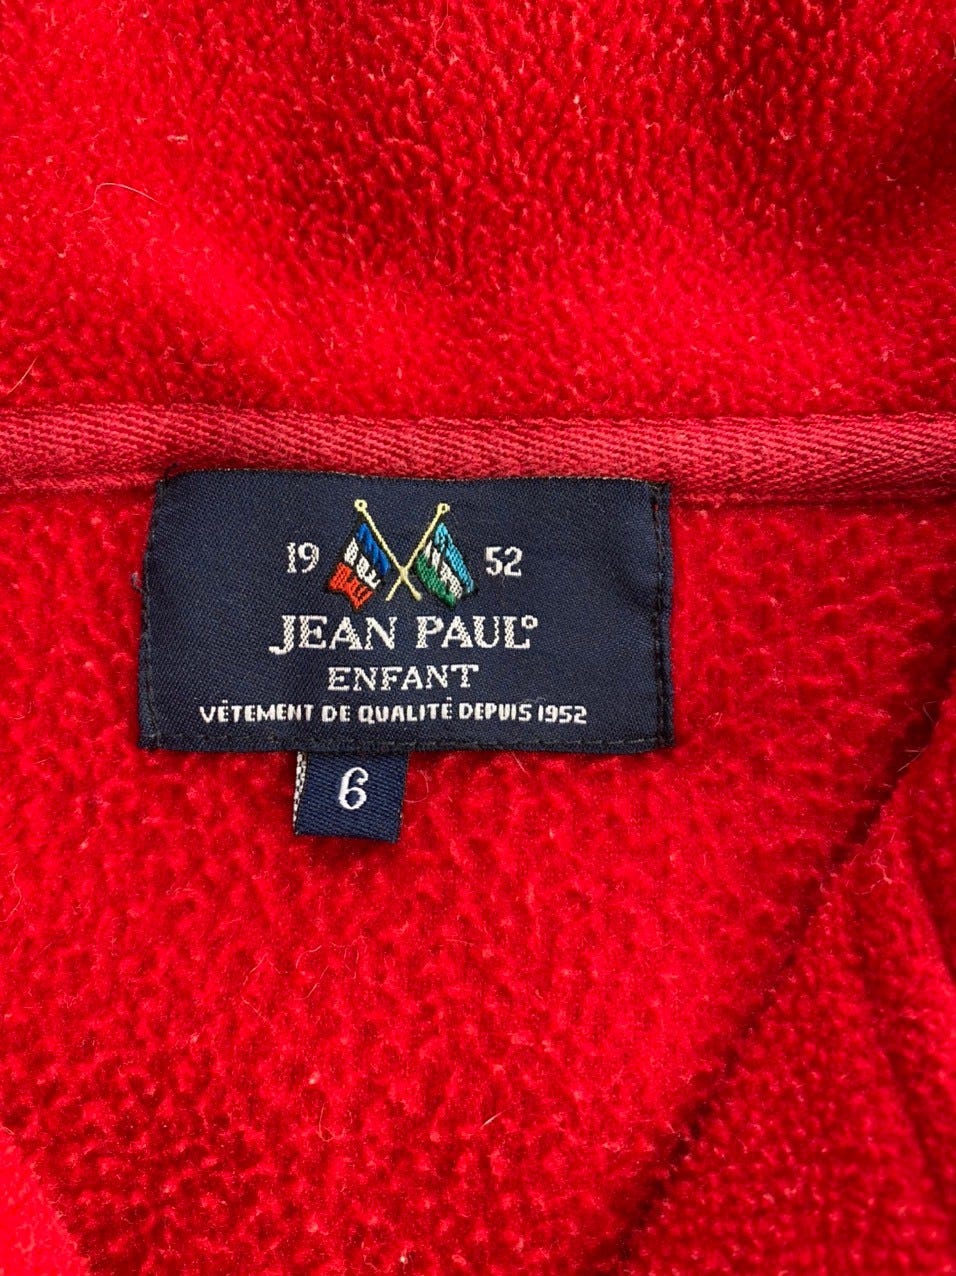 19 52
JEAN PAUL
ENFANT
VÊTEMENT DE QUALITÉ DEPUIS 1952
6